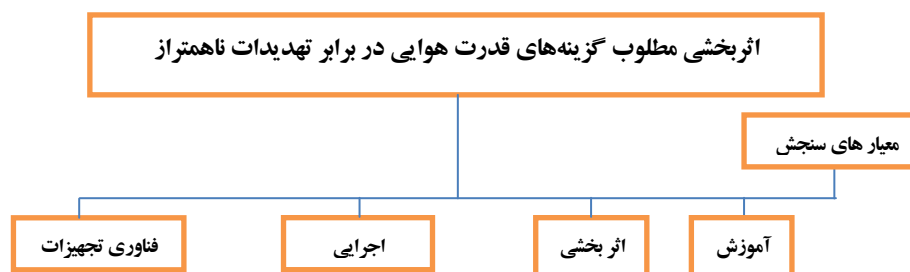 اثربخشی مطلوب گزینه‌های قدرت هوایی در برابر تهدیدات ناهمتراز
معیار های سنجش
آموزش
اثر بخشی
اجرایی
فناوری تجهیزات